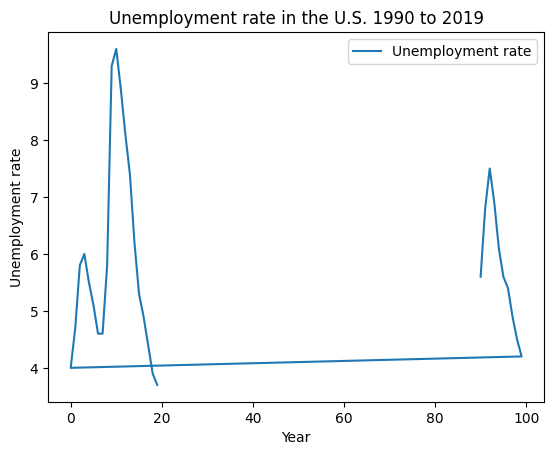 Unemployment rate in the U.S. 1990 to 2019
Unemployment rate
Unemployment rate
9
8
7
6
5
4
0 20 40 60 80 100
Year